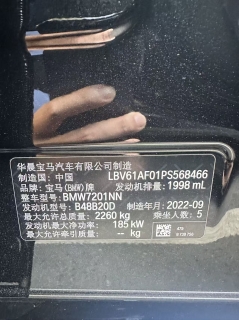 华晨宝马汽车有限公司制造
制造国：中国 LBV61AF01PS568466
品牌：宝马(BMW)牌 发动机排量：1998 mL
整车型号：BMW7201NN
发动机型号：B48B20D 制造年月：2022-09
最大允许总质量：2260 kg 乘坐人数：5
发动机最大净功率：185 kW
最大允许牵引质量：-- kg